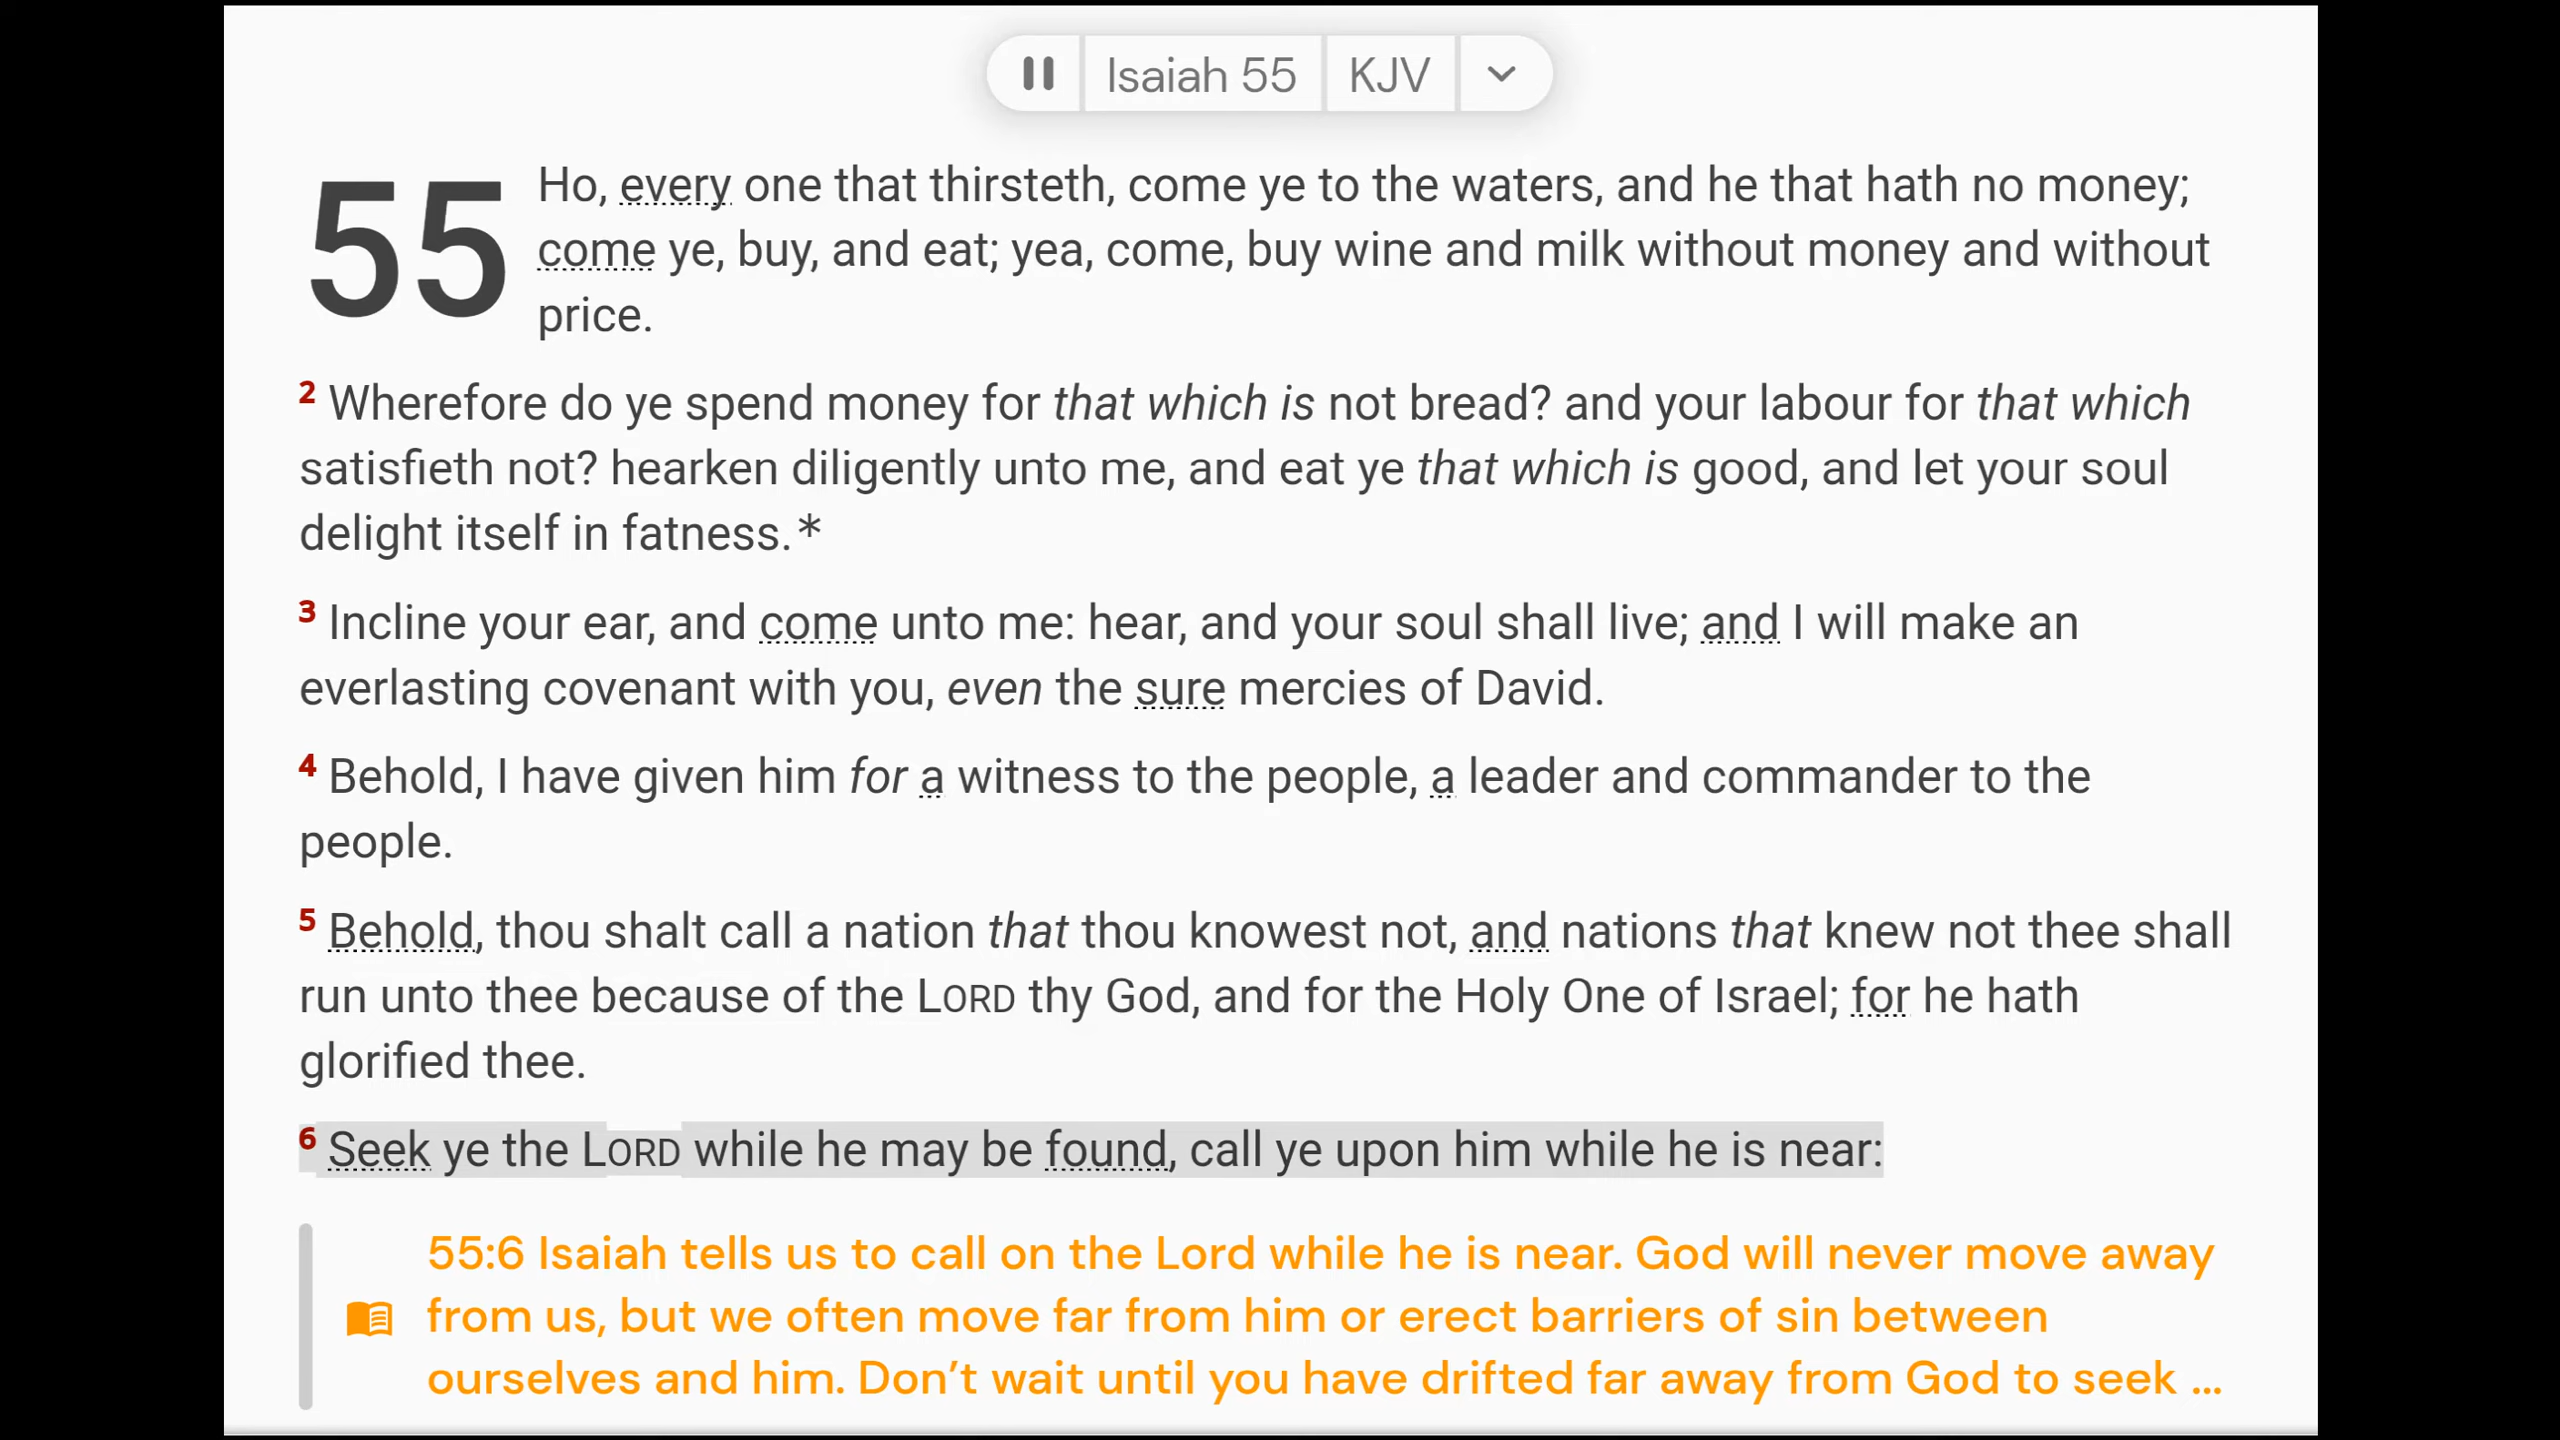 Isaiah 55 KJV
55 Ho, every one that thirsteth, come ye to the waters, and he that hath no money;
come ye, buy, and eat; yea, come, buy wine and milk without money and without
price.
2 Wherefore do ye spend money for that which is not bread? and your labour for that which
satisfieth not? hearken diligently unto me, and eat ye that which is good, and let your soul
delight itself in fatness.*
3 Incline your ear, and come unto me: hear, and your soul shall live; and I will make an
everlasting covenant with you, even the sure mercies of David.
4 Behold, I have given him for a witness to the people, a leader and commander to the
people.
5 Behold, thou shalt call a nation that thou knowest not, and nations that knew not thee shall
run unto thee because of the LORD thy God, and for the Holy One of Israel; for he hath
glorified thee.
6 Seek ye the LORD while he may be found, call ye upon him while he is near:
55:6 Isaiah tells us to call on the Lord while he is near. God will never move away
from us, but we often move far from him or erect barriers of sin between
ourselves and him. Don’t wait until you have drifted far away from God to seek ...